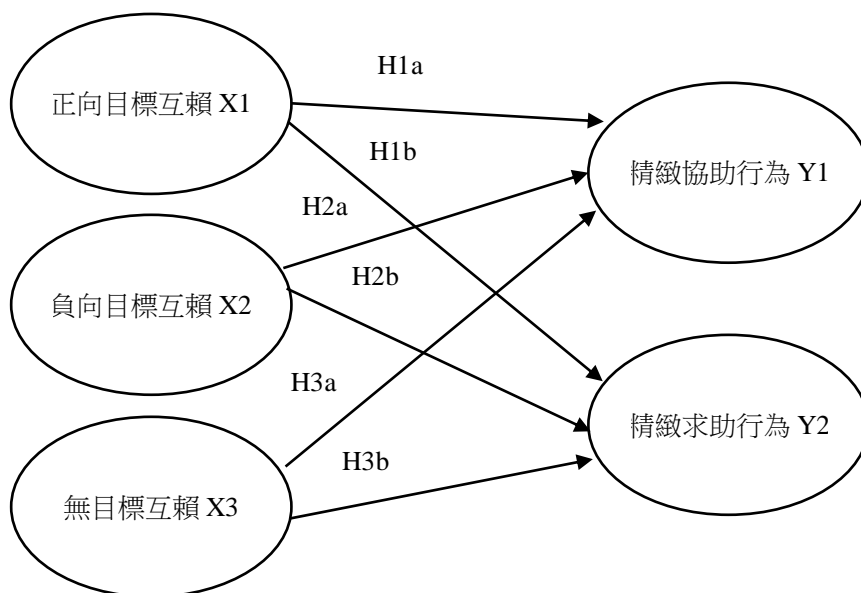 H1a
正向目標互賴 X1
H1b
精緻協助行為 Y1
H2a
H2b
負向目標互賴 X2
H3a
精緻求助行為 Y2
H3b
無目標互賴 X3